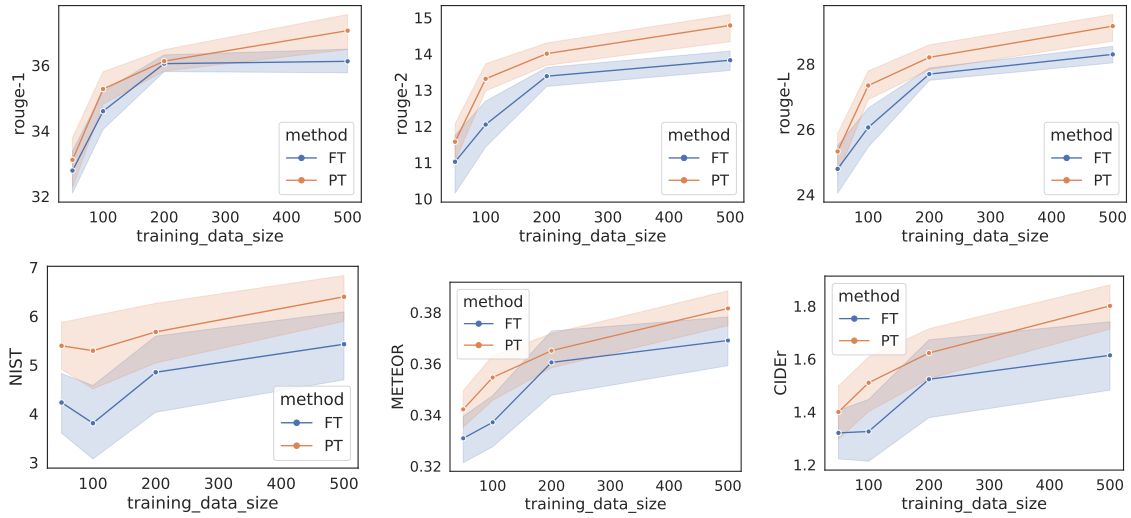 rouge-1
36
34
32
100
200
300
400
500
training_data_size
method
FT
PT
rouge-2
15
14
13
12
11
10
100
200
300
400
500
training_data_size
method
FT
PT
rouge-L
28
26
24
100
200
300
400
500
training_data_size
method
FT
PT
NIST
7
6
5
4
3
100
200
300
400
500
training_data_size
method
FT
PT
METEOR
0.38
0.36
0.34
0.32
100
200
300
400
500
training_data_size
method
FT
PT
CIDEr
1.8
1.6
1.4
1.2
100
200
300
400
500
training_data_size
method
FT
PT